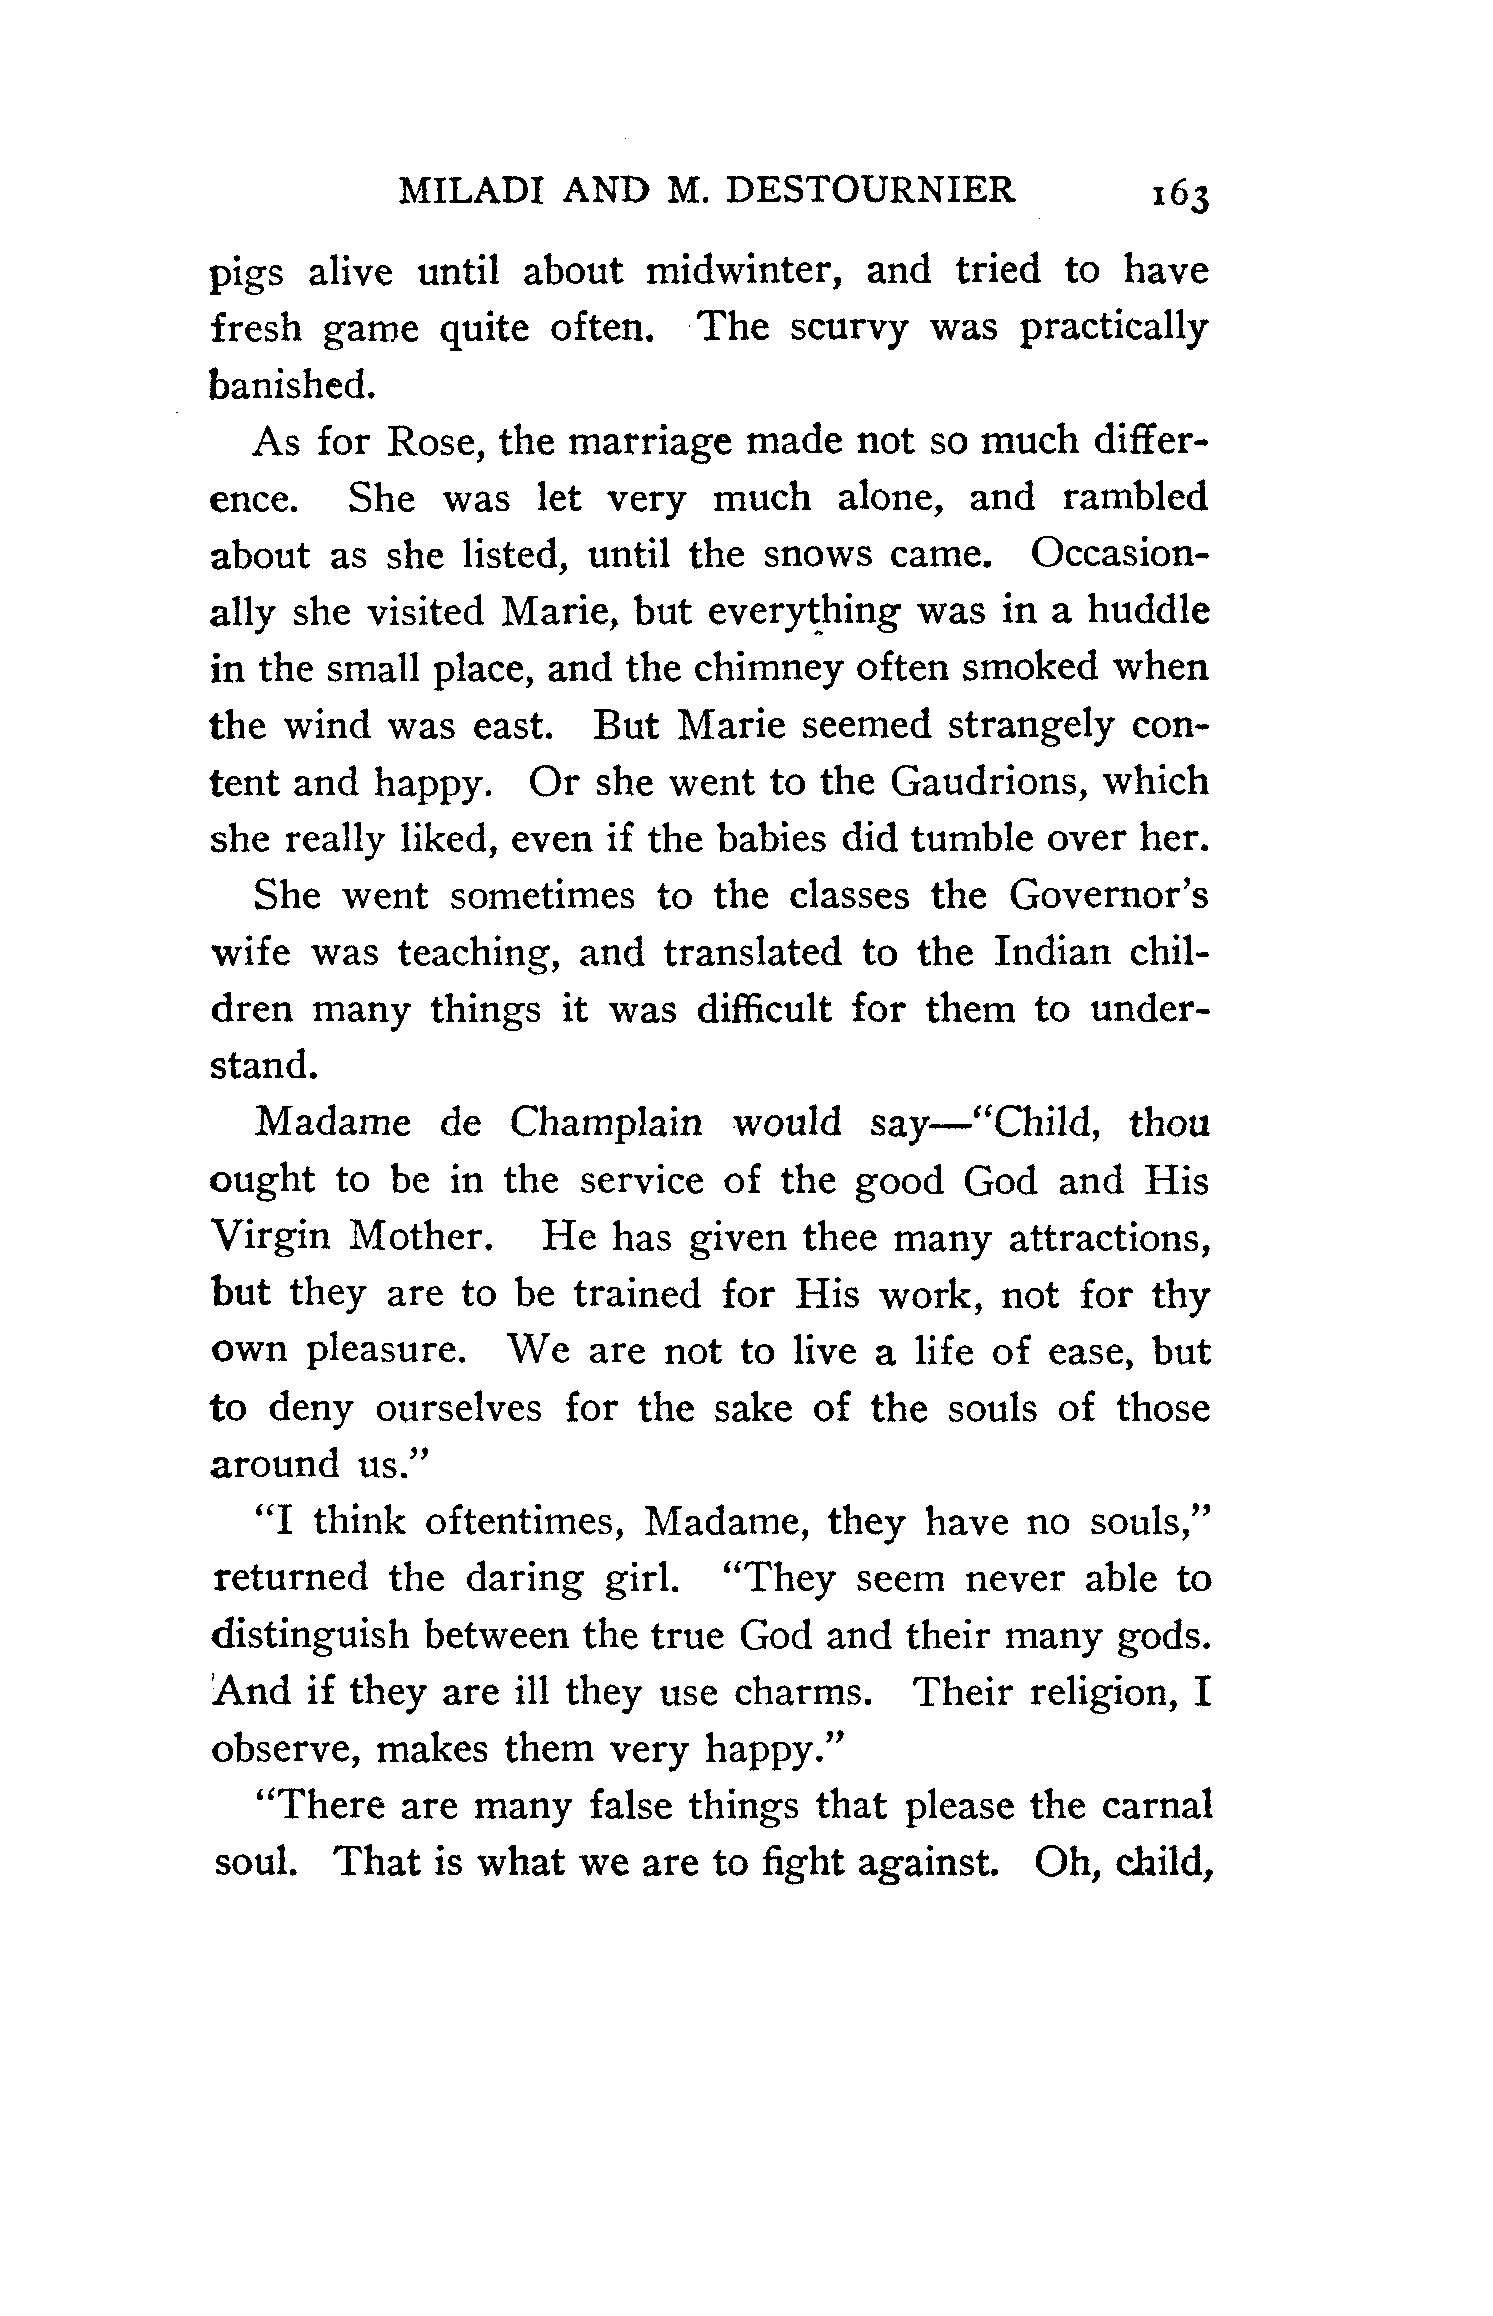 MILADI AND M. DESTOURNIER 163
pigs alive until about midwinter, and tried to have
fresh game quite often. The scurvy was practically
banished.
As for Rose, the marriage made not so much differ-
ence. She was let very much alone, and rambled
about as she listed, until the snows came. Occasion-
ally she visited Marie, but everything was in a huddle
in the small place, and the chimney often smoked when
the wind was east. But Marie seemed strangely con-
tent and happy. Or she went to the Gaudrions, which
she really liked, even if the babies did tumble over her.
She went sometimes to the classes the Governor's
wife was teaching, and translated to the Indian chil-
dren many things it was difficult for them to under-
stand.
Madame de Champlain would say—"Child, thou
ought to be in the service of the good God and His
Virgin Mother. He has given thee many attractions,
but they are to be trained for His work, not for thy
own pleasure. We are not to live a life of ease, but
to deny ourselves for the sake of the souls of those
around us."
"I think oftentimes, Madame, they have no souls,"
returned the daring girl. "They seem never able to
distinguish between the true God and their many gods.
And if they are ill they use charms. Their religion, I
observe, makes them very happy."
"There are many false things that please the carnal
soul. That is what we are to fight against. Oh, child,